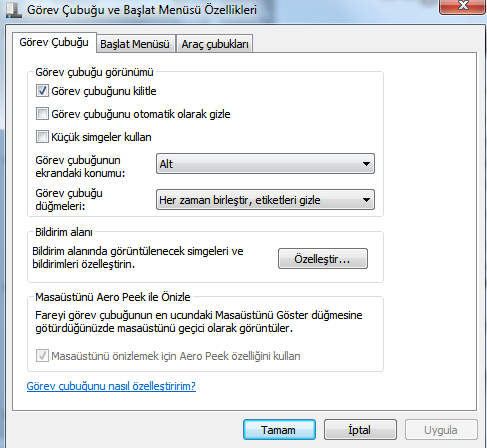 Görev Çubuğu ve Başlat Menüsü Özellikleri
Görev Çubuğu
Başlat Menüsü
Araç çubukları
Görev çubuğu görünümü
Görev çubuğunu kilitle
Görev çubuğunu otomatik olarak gizle
Küçük simgeler kullan
Görev çubuğunun
ekrandaki konumu:
Alt
Görev çubuğu
düğmeleri:
Her zaman birleştir, etiketleri gizle
Bildirim alanı
Bildirim alanında görüntülenecek simgeleri ve
bildirimleri özelleştirin.
Özelleştir...
Masaüstünü Aero Peek ile Önizle
Fareyi görev çubuğunun en ucundaki Masaüstünü Göster düğmesine
götürdüğünüzde masaüstünü geçici olarak görüntüler.
Masaüstünü önizlemek için Aero Peek özelliğini kullan
Görev çubuğunu nasıl özelleştiririm?
Tamam
İptal
Uygula